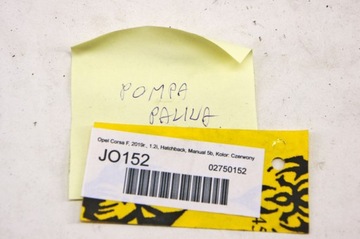 POMPA
PALIWA
Opel Corsa F, 2019r., 1.2i, Hatchback, Manual 5b, Kolor: Czerwony
JO152
02750152